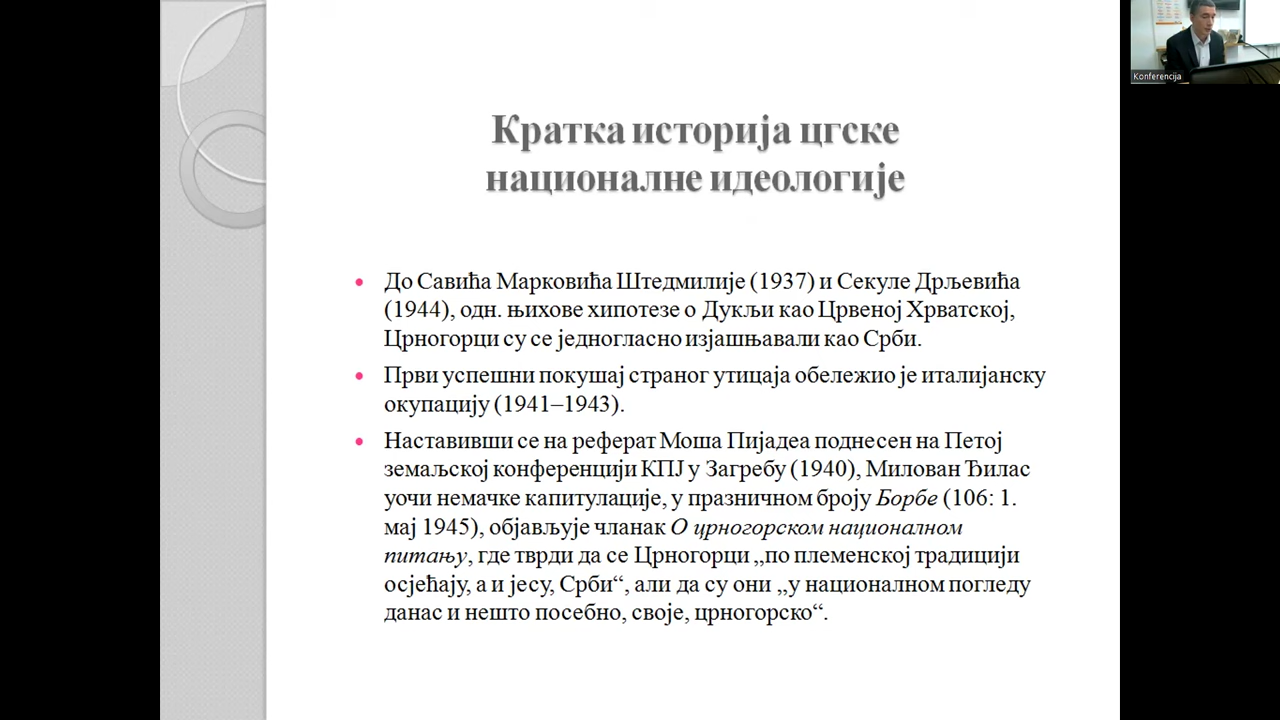 Кратка историја цгске
националне идеологије
До Савића Марковића Штедмилије (1937) и Секуле Дрљевића
(1944), одн. њихове хипотезе о Дукљи као Црвеној Хрватској,
Црногорци су се једногласно изјашњавали као Срби.
Први успешни покушај страног утицаја обележио је италијанску
окупацију (1941–1943).
Наставивши се на реферат Моша Пијадеа поднесен на Петој
земаљској конференцији КПЈ у Загребу (1940), Милован Ђилас
уочи немачке капитулације, у празничном броју Борбе (106: 1.
мај 1945), објављује чланак О црногорском националном
питању, где тврди да се Црногорци „по племенској традицији
осјећају, а и јесу, Срби“, али да су они „у националном погледу
данас и нешто посебно, своје, црногорско“.
Konferencija